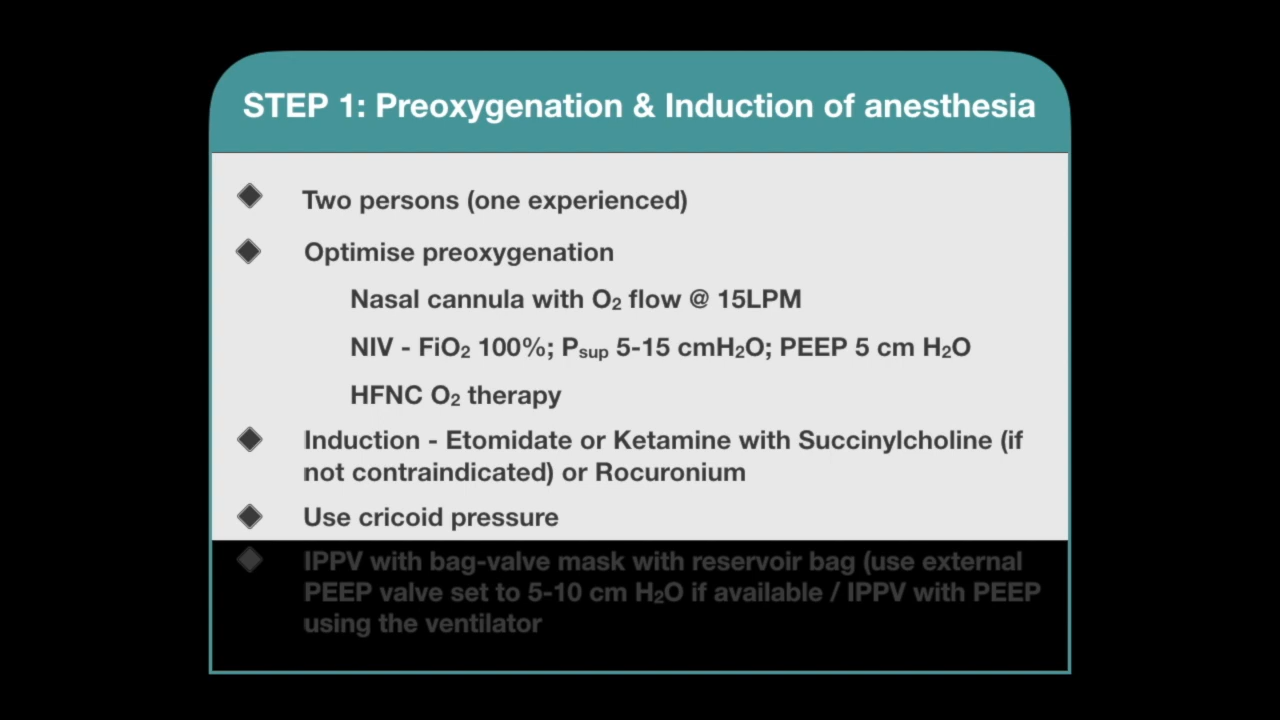 STEP 1: Preoxygenation & Induction of anesthesia
Two persons (one experienced)
Optimise preoxygenation
Nasal cannula with O₂ flow @ 15LPM
NIV - FiO₂ 100%; Psup 5-15 cmH₂O; PEEP 5 cm H₂O
HFNC O₂ therapy
Induction - Etomidate or Ketamine with Succinylcholine (if
not contraindicated) or Rocuronium
Use cricoid pressure
IPPV with bag-valve mask with reservoir bag (use external
PEEP valve set to 5-10 cm H₂O if available / IPPV with PEEP
using the ventilator